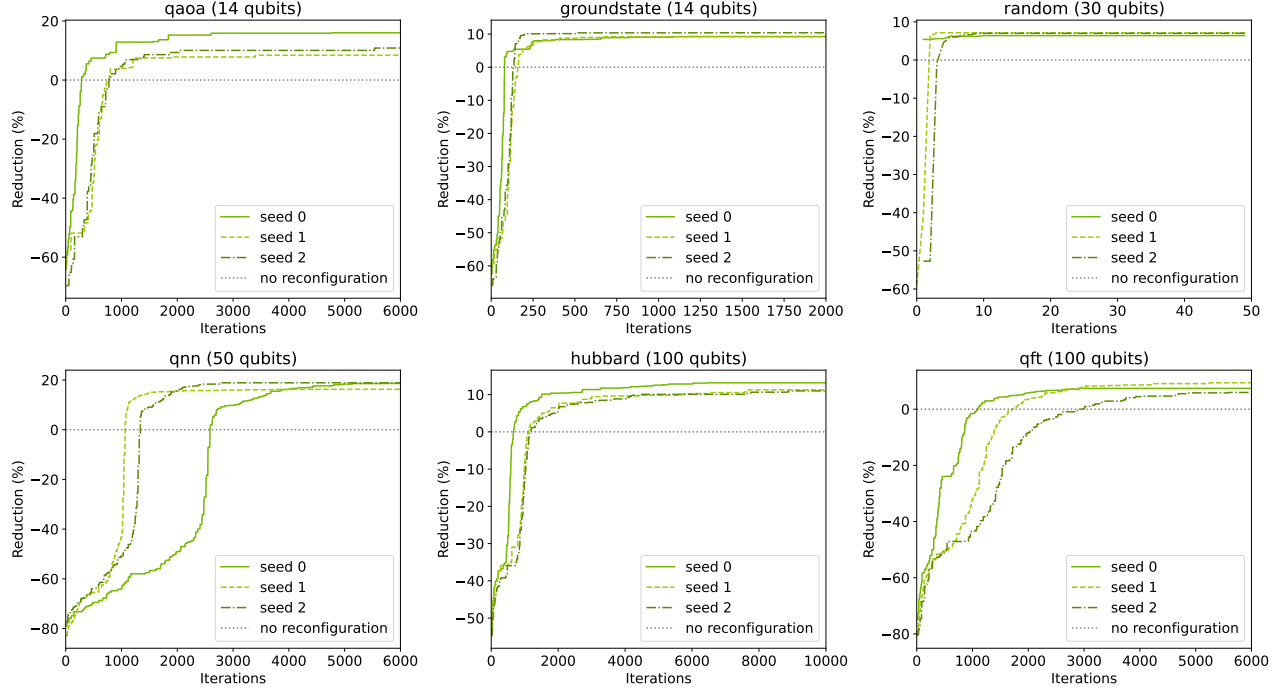 qaoa (14 qubits)
20
0
−20
−40
−60
Reduction (%)
0 1000 2000 3000 4000 5000 6000
Iterations
seed 0
seed 1
seed 2
no reconfiguration
groundstate (14 qubits)
10
0
−10
−20
−30
−40
−50
−60
Reduction (%)
0 250 500 750 1000 1250 1500 1750 2000
Iterations
seed 0
seed 1
seed 2
no reconfiguration
random (30 qubits)
10
0
−10
−20
−30
−40
−50
−60
Reduction (%)
0 10 20 30 40 50
Iterations
seed 0
seed 1
seed 2
no reconfiguration
qnn (50 qubits)
20
0
−20
−40
−60
−80
Reduction (%)
0 1000 2000 3000 4000 5000 6000
Iterations
seed 0
seed 1
seed 2
no reconfiguration
hubbard (100 qubits)
10
0
−10
−20
−30
−40
−50
Reduction (%)
0 2000 4000 6000 8000 10000
Iterations
seed 0
seed 1
seed 2
no reconfiguration
qft (100 qubits)
0
−20
−40
−60
−80
Reduction (%)
0 1000 2000 3000 4000 5000 6000
Iterations
seed 0
seed 1
seed 2
no reconfiguration